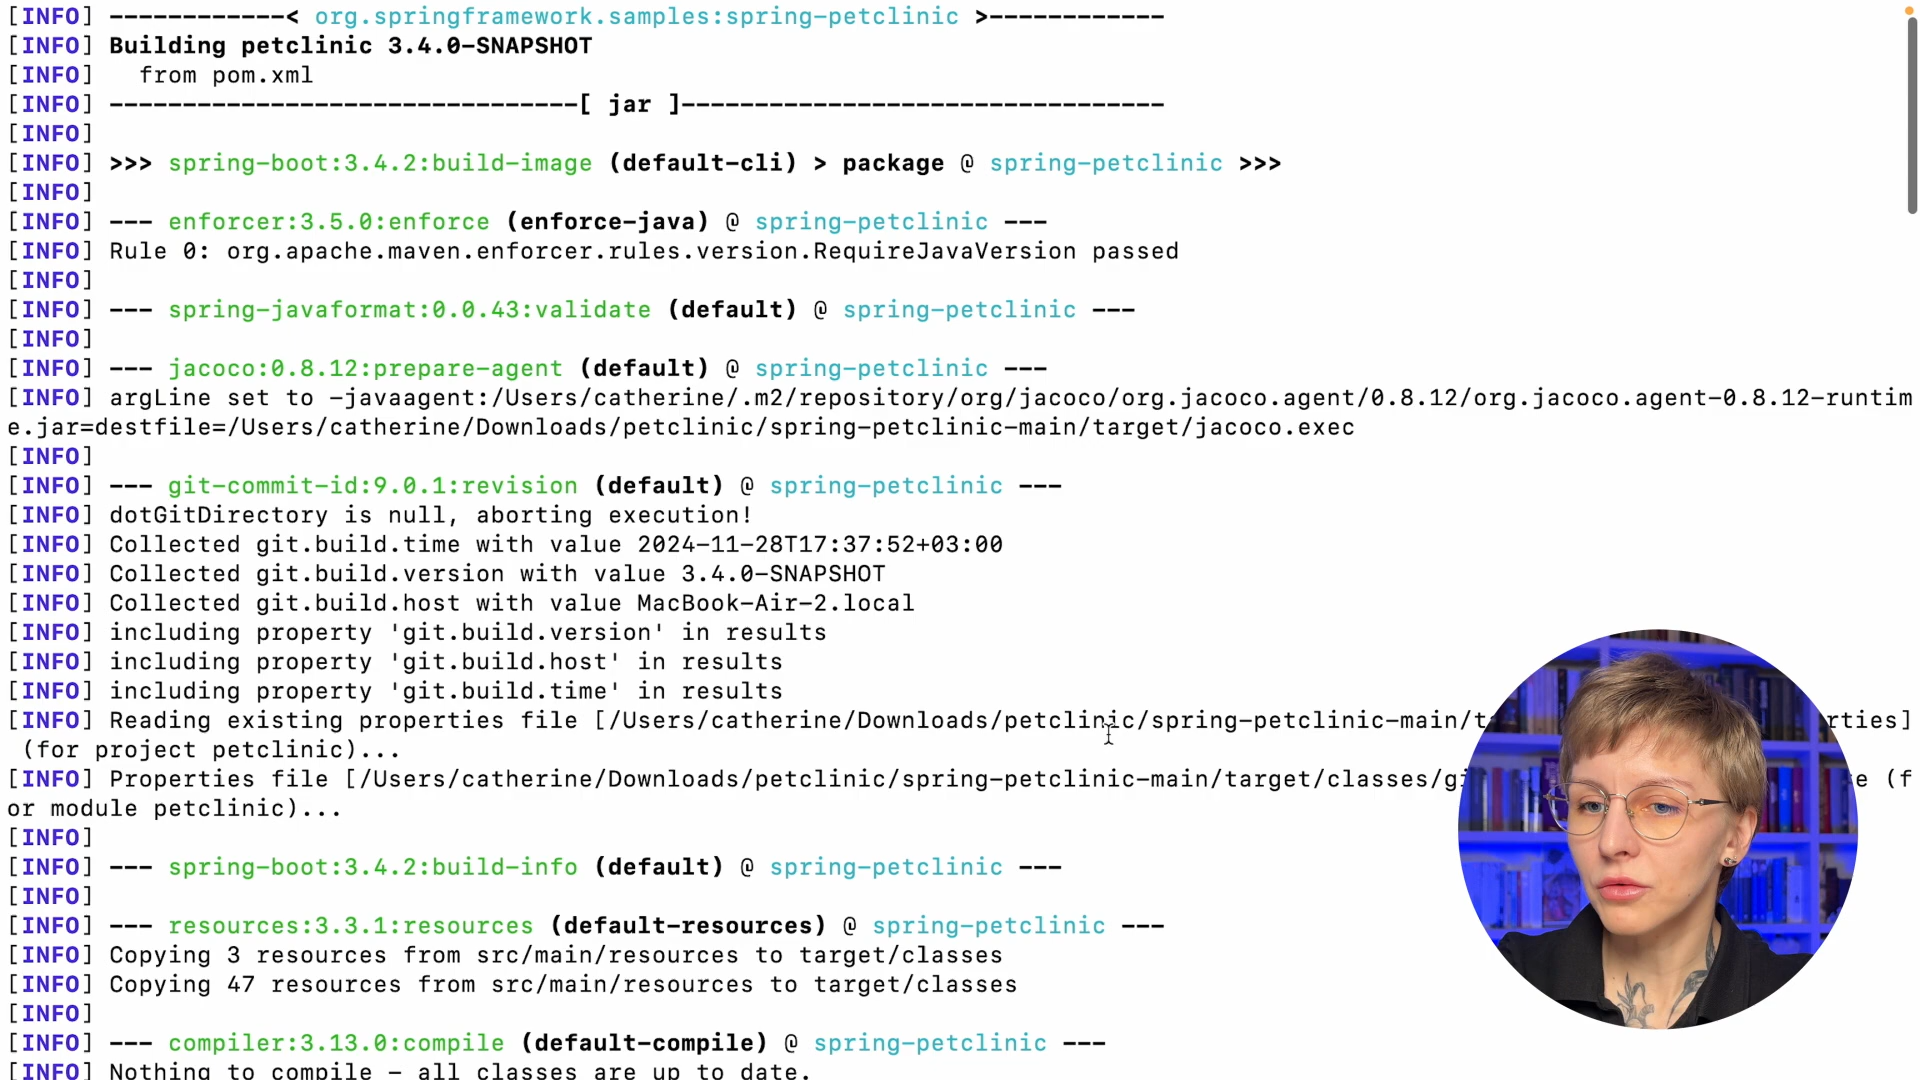 [INFO] ------------< org.springframework.samples:spring-petclinic >------------
[INFO] Building petclinic 3.4.0-SNAPSHOT
[INFO]   from pom.xml
[INFO] --------------------------------[ jar ]---------------------------------
[INFO]
[INFO] >>> spring-boot:3.4.2:build-image (default-cli) > package @ spring-petclinic >>>
[INFO]
[INFO] --- enforcer:3.5.0:enforce (enforce-java) @ spring-petclinic ---
[INFO] Rule 0: org.apache.maven.enforcer.rules.version.RequireJavaVersion passed
[INFO]
[INFO] --- spring-javaformat:0.0.43:validate (default) @ spring-petclinic ---
[INFO]
[INFO] --- jacoco:0.8.12:prepare-agent (default) @ spring-petclinic ---
[INFO] argLine set to -javaagent:/Users/catherine/.m2/repository/org/jacoco/org.jacoco.agent/0.8.12/org.jacoco.agent-0.8.12-runtim
e.jar=destfile=/Users/catherine/Downloads/petclinic/spring-petclinic-main/target/jacoco.exec
[INFO]
[INFO] --- git-commit-id:9.0.1:revision (default) @ spring-petclinic ---
[INFO] dotGitDirectory is null, aborting execution!
[INFO] Collected git.build.time with value 2024-11-28T17:37:52+03:00
[INFO] Collected git.build.version with value 3.4.0-SNAPSHOT
[INFO] Collected git.build.host with value MacBook-Air-2.local
[INFO] including property 'git.build.version' in results
[INFO] including property 'git.build.host' in results
[INFO] including property 'git.build.time' in results
[INFO] Reading existing properties file [/Users/catherine/Downloads/petclinic/spring-petclinic-main/t rties]
 (for project petclinic)...
[INFO] Properties file [/Users/catherine/Downloads/petclinic/spring-petclinic-main/target/classes/gi e (f
or module petclinic)...
[INFO]
[INFO] --- spring-boot:3.4.2:build-info (default) @ spring-petclinic ---
[INFO]
[INFO] --- resources:3.3.1:resources (default-resources) @ spring-petclinic ---
[INFO] Copying 3 resources from src/main/resources to target/classes
[INFO] Copying 47 resources from src/main/resources to target/classes
[INFO]
[INFO] --- compiler:3.13.0:compile (default-compile) @ spring-petclinic ---
[INFO] Nothing to compile - all classes are up to date.